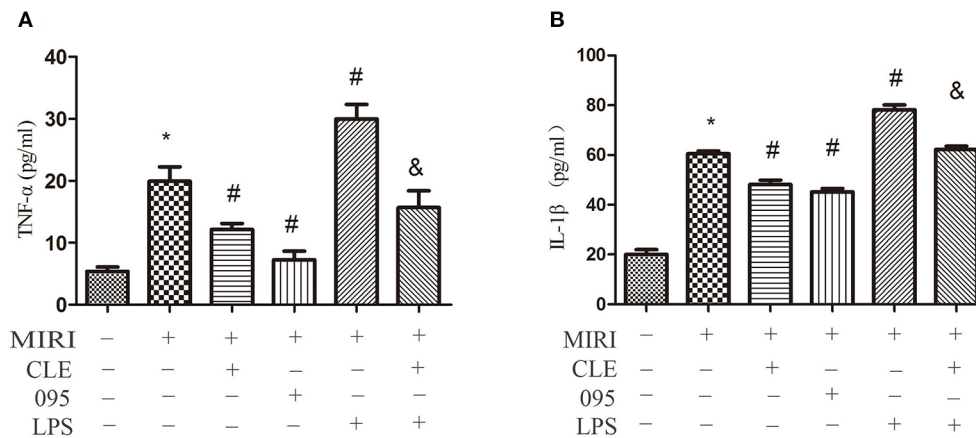 A
TNF-α (pg/ml)
40
30
20
10
0
*
#
#
#
&
MIRI – + + + + +
CLE – – + – – +
095 – – – + – –
LPS – – – – + +
B
IL-1β (pg/ml)
100
80
60
40
20
0
*
#
#
#
&
MIRI – + + + + +
CLE – – + – – +
095 – – – + – –
LPS – – – – + +